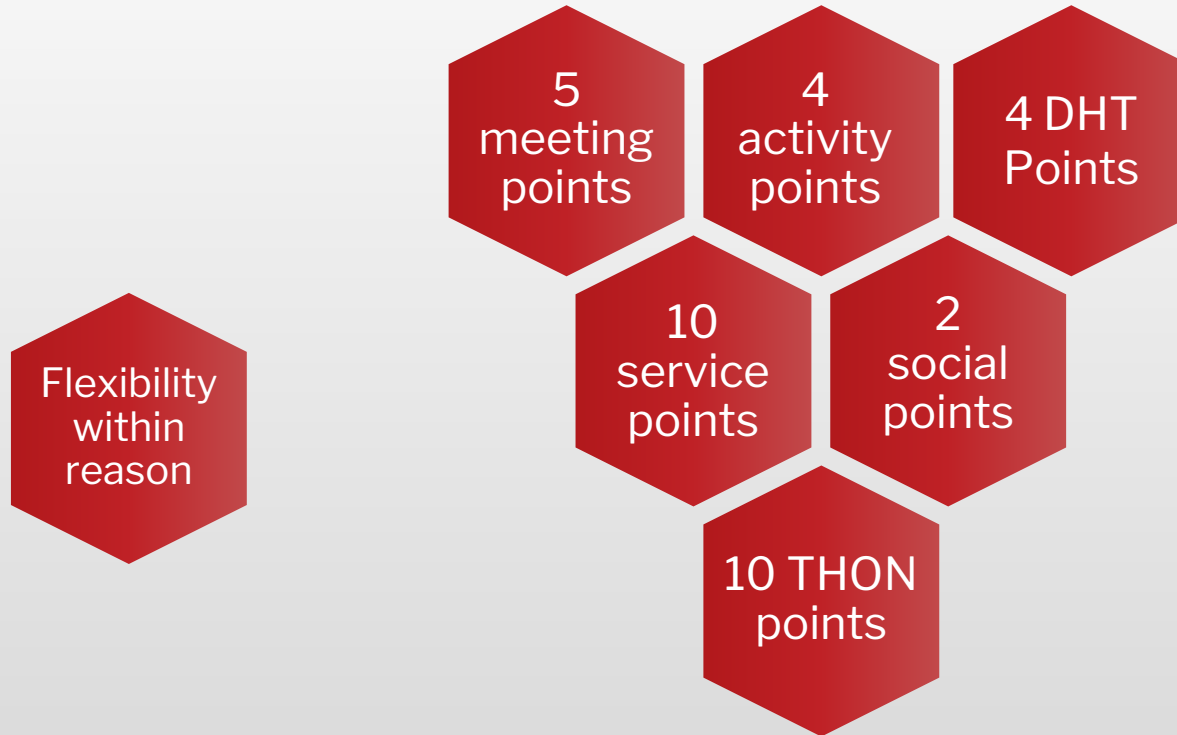 5
meeting
points
4
activity
points
4 DHT
Points
10
service
points
2
social
points
Flexibility
within
reason
10 THON
points